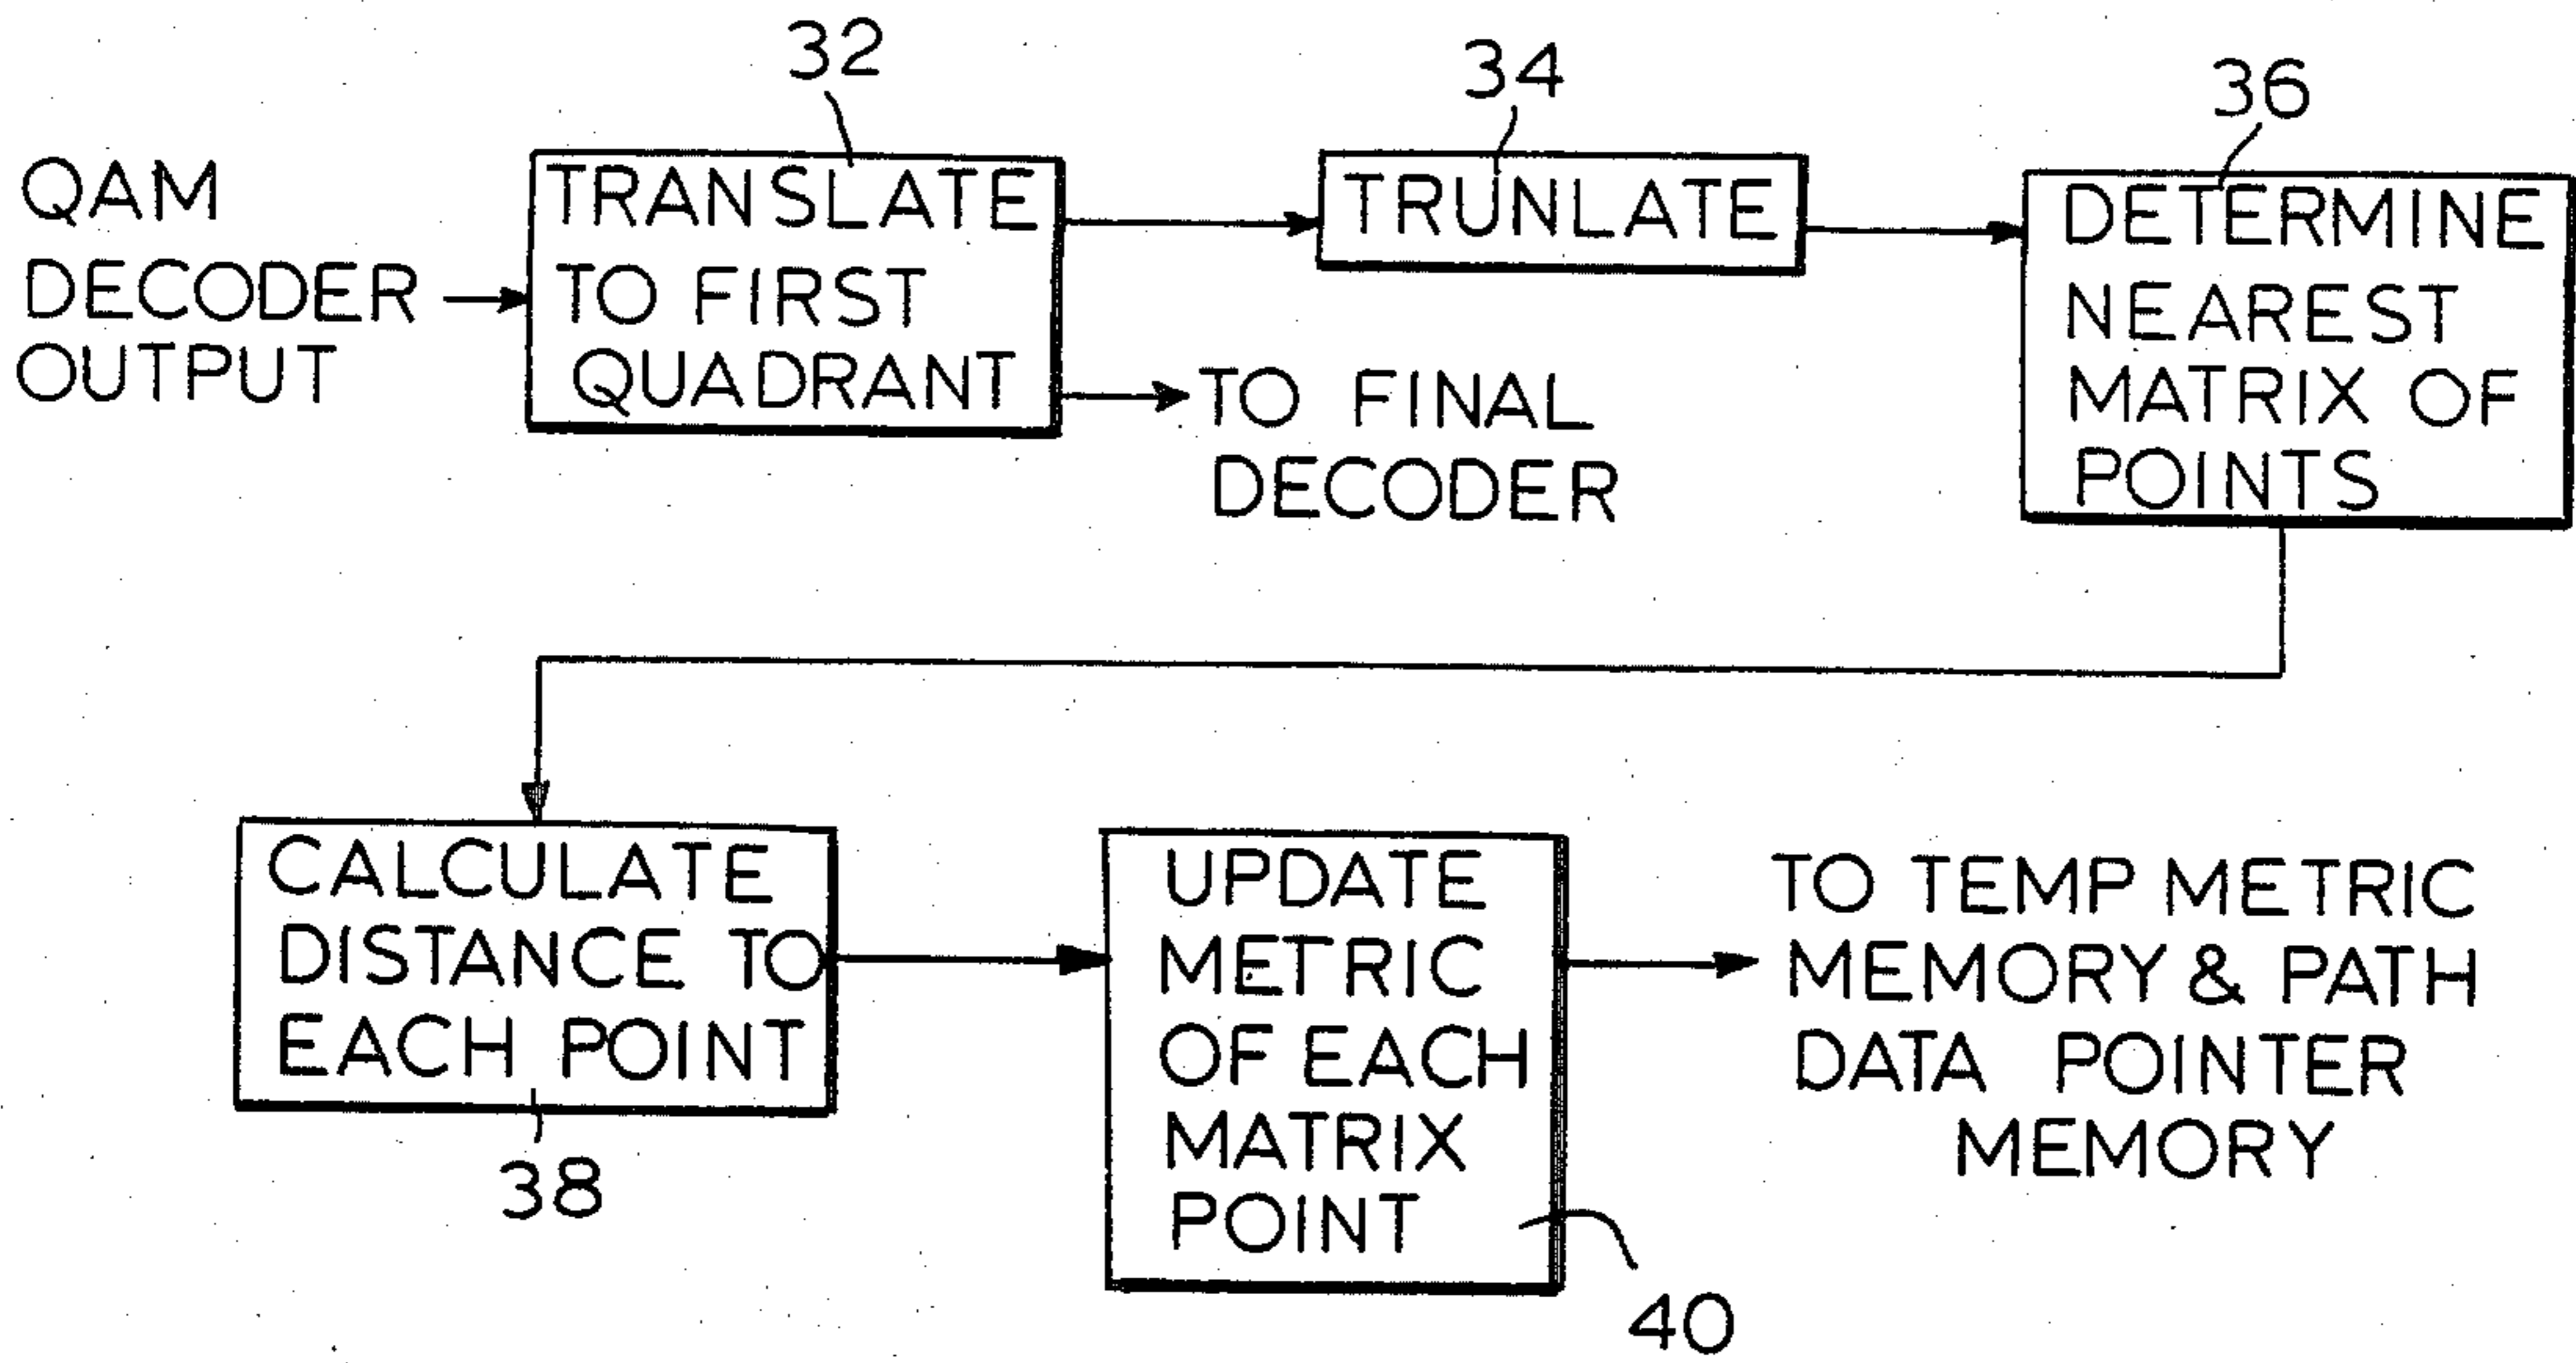 32
34
36
QAM
DECODER
OUTPUT
TRANSLATE
TO FIRST
QUADRANT
TRUNLATE
TO FINAL
DECODER
DETERMINE
NEAREST
MATRIX OF
POINTS
CALCULATE
DISTANCE TO
EACH POINT
38
UPDATE
METRIC
OF EACH
MATRIX
POINT
40
TO TEMP METRIC
MEMORY & PATH
DATA POINTER
MEMORY